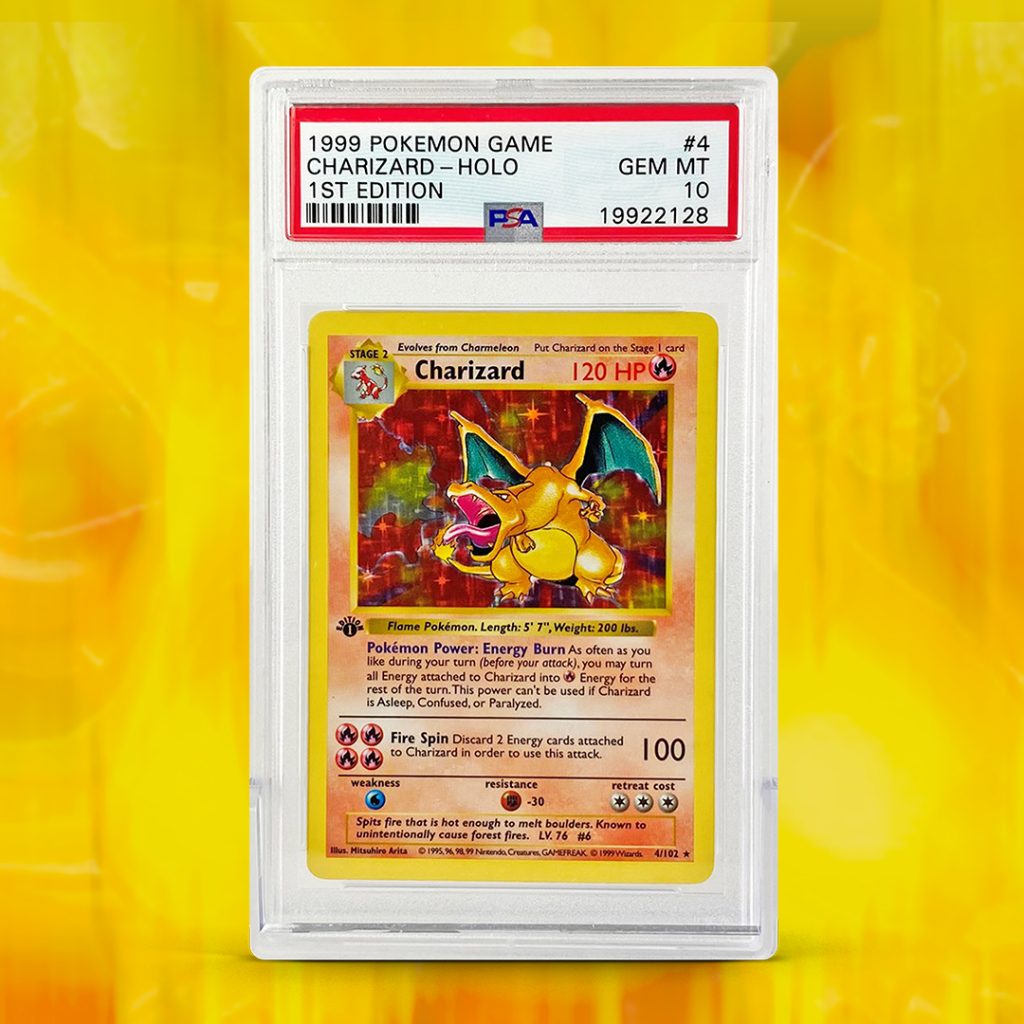 1999 POKEMON GAME #4
CHARIZARD – HOLO GEM MT
1ST EDITION 10
PSA 19922128
Evolves from Charmeleon Put Charizard on the Stage 1 card
STAGE 2
Charizard 120 HP
EDITION 1
Flame Pokémon. Length: 5' 7", Weight: 200 lbs.
Pokémon Power: Energy Burn As often as you
like during your turn (before your attack), you may turn
all Energy attached to Charizard into Energy for the
rest of the turn. This power can't be used if Charizard
is Asleep, Confused, or Paralyzed.
Fire Spin Discard 2 Energy cards attached
to Charizard in order to use this attack. 100
weakness resistance retreat cost
-30
Spits fire that is hot enough to melt boulders. Known to
unintentionally cause forest fires. LV. 76 #6
Illus. Mitsuhiro Arita © 1995, 96, 98, 99 Nintendo, Creatures, GAMEFREAK. © 1999 Wizards. 4/102 ★